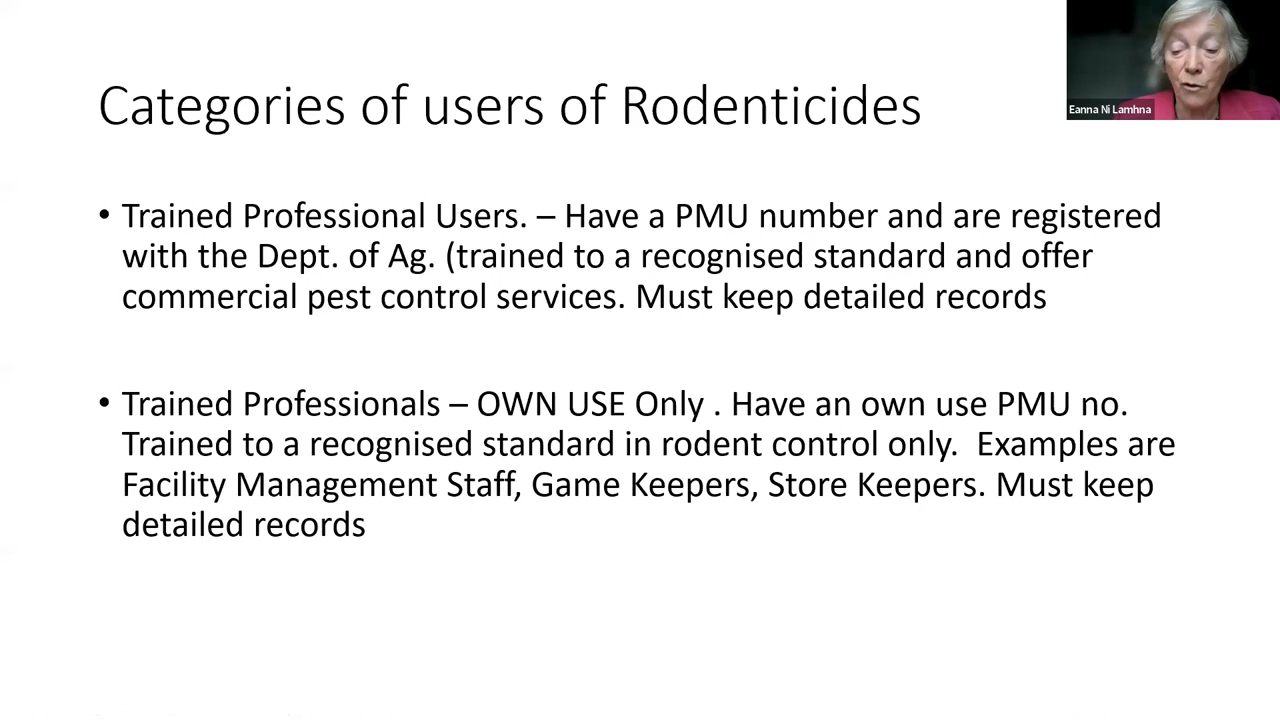 Categories of users of Rodenticides
Eanna Ni Lamhna
• Trained Professional Users. – Have a PMU number and are registered
with the Dept. of Ag. (trained to a recognised standard and offer
commercial pest control services. Must keep detailed records
• Trained Professionals – OWN USE Only . Have an own use PMU no.
Trained to a recognised standard in rodent control only.  Examples are
Facility Management Staff, Game Keepers, Store Keepers. Must keep
detailed records